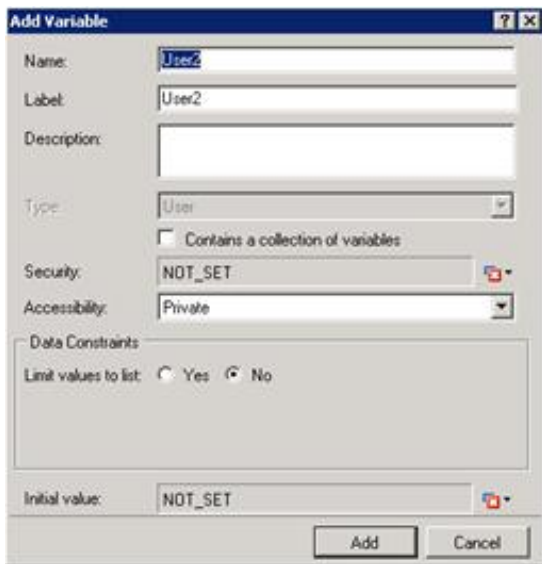 Add Variable
Name: User2
Label: User2
Description:
Type: User
Contains a collection of variables
Security: NOT_SET
Accessibility: Private
Data Constraints
Limit values to list: Yes No
Initial value: NOT_SET
Add Cancel